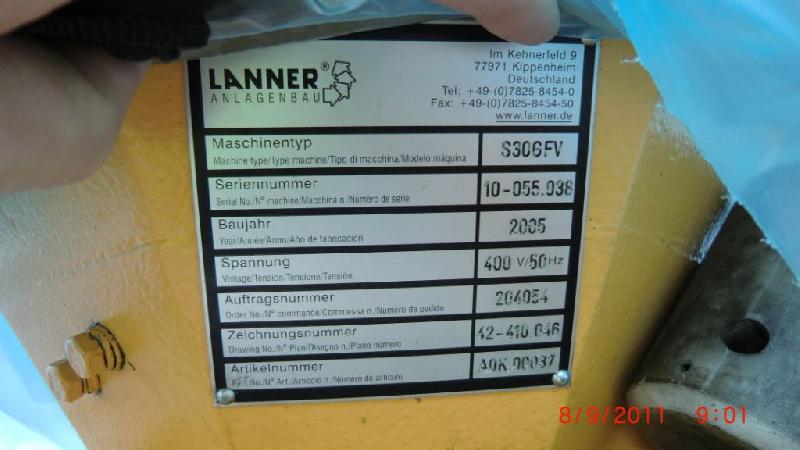 LANNER®
ANLAGENBAU
Im Kehnerfeld 9
77971 Kippenheim
Deutschland
Tel: +49-(0)7825-8454-0
Fax: +49-(0)7825-8454-50
www.lanner.de
Maschinentyp S30GFV
Machine type/Type machine/Tipo di macchina/Modelo máquina
Seriennummer 10-055.038
Serial No./N° machine/Macchina n./Numero de serie
Baujahr 2005
Year/Année/Anno/Año de fabricación
Spannung 400 V/50Hz
Voltage/Tension/Tensione/Tensión
Auftragsnummer 204054
Order No./N° commande/Commessa n./Numero de pedido
Zeichnungsnummer 42-410 046
Drawing No./N° Plan/Disegno n./Plano número
Artikelnummer A0K 00037
No./N° Art./Articolo n./Número de artículo
8/9/2011 9:01